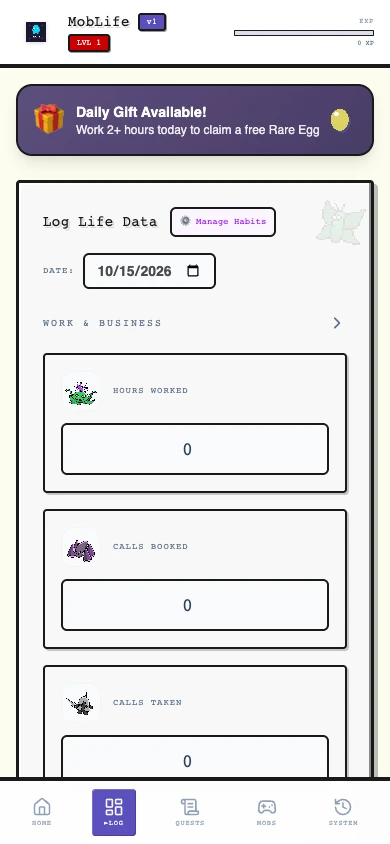 MobLife v1
LVL 1
EXP
0 XP
Daily Gift Available!
Work 2+ hours today to claim a free Rare Egg
Log Life Data
Manage Habits
DATE: 10/15/2026
WORK & BUSINESS
HOURS WORKED
0
CALLS BOOKED
0
CALLS TAKEN
0
HOME
►LOG
QUESTS
MOBS
SYSTEM